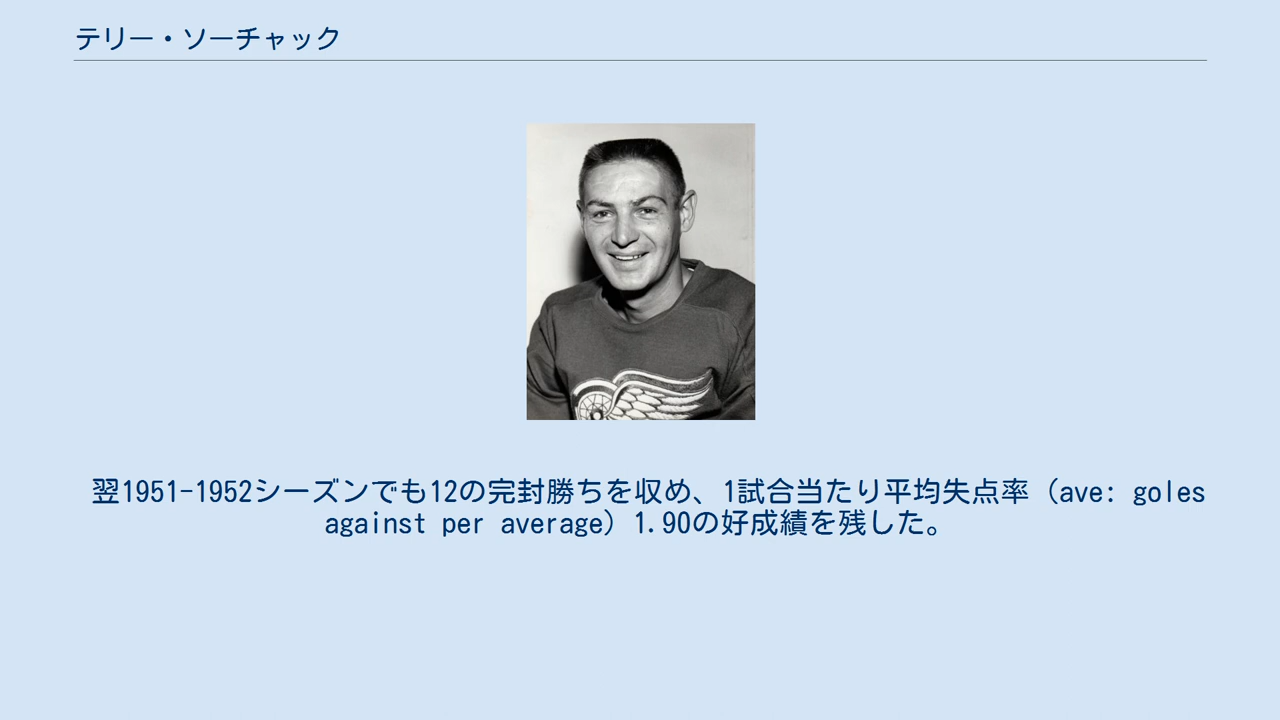 テリー・ソーチャック
翌1951-1952シーズンでも12の完封勝ちを収め、1試合当たり平均失点率（ave: goles
against per average）1.90の好成績を残した。